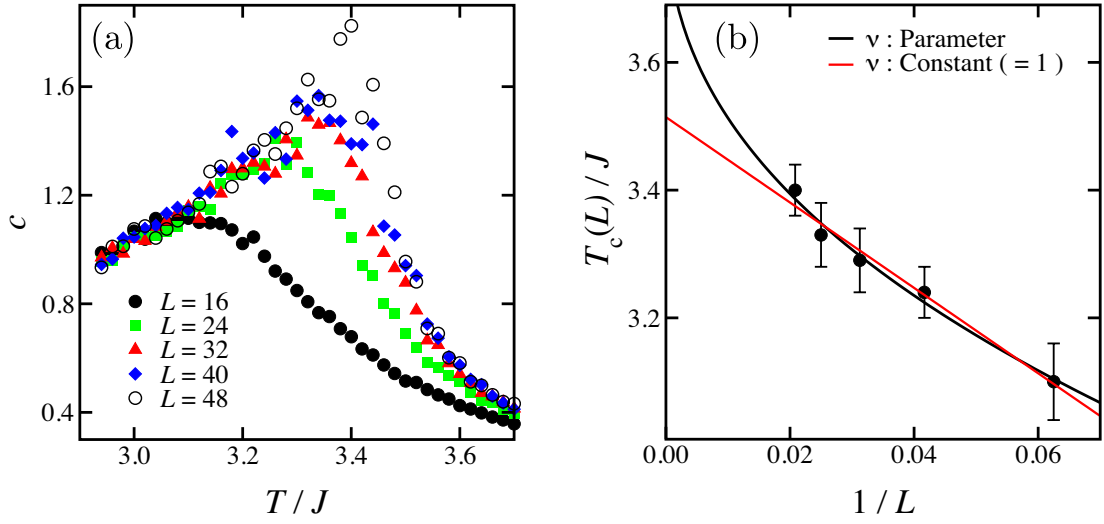 (a)
c
1.6
1.2
0.8
0.4
L = 16
L = 24
L = 32
L = 40
L = 48
3.0 3.2 3.4 3.6
T / J
(b)
ν : Parameter
ν : Constant ( = 1 )
T_c(L) / J
3.6
3.4
3.2
0.00 0.02 0.04 0.06
1 / L